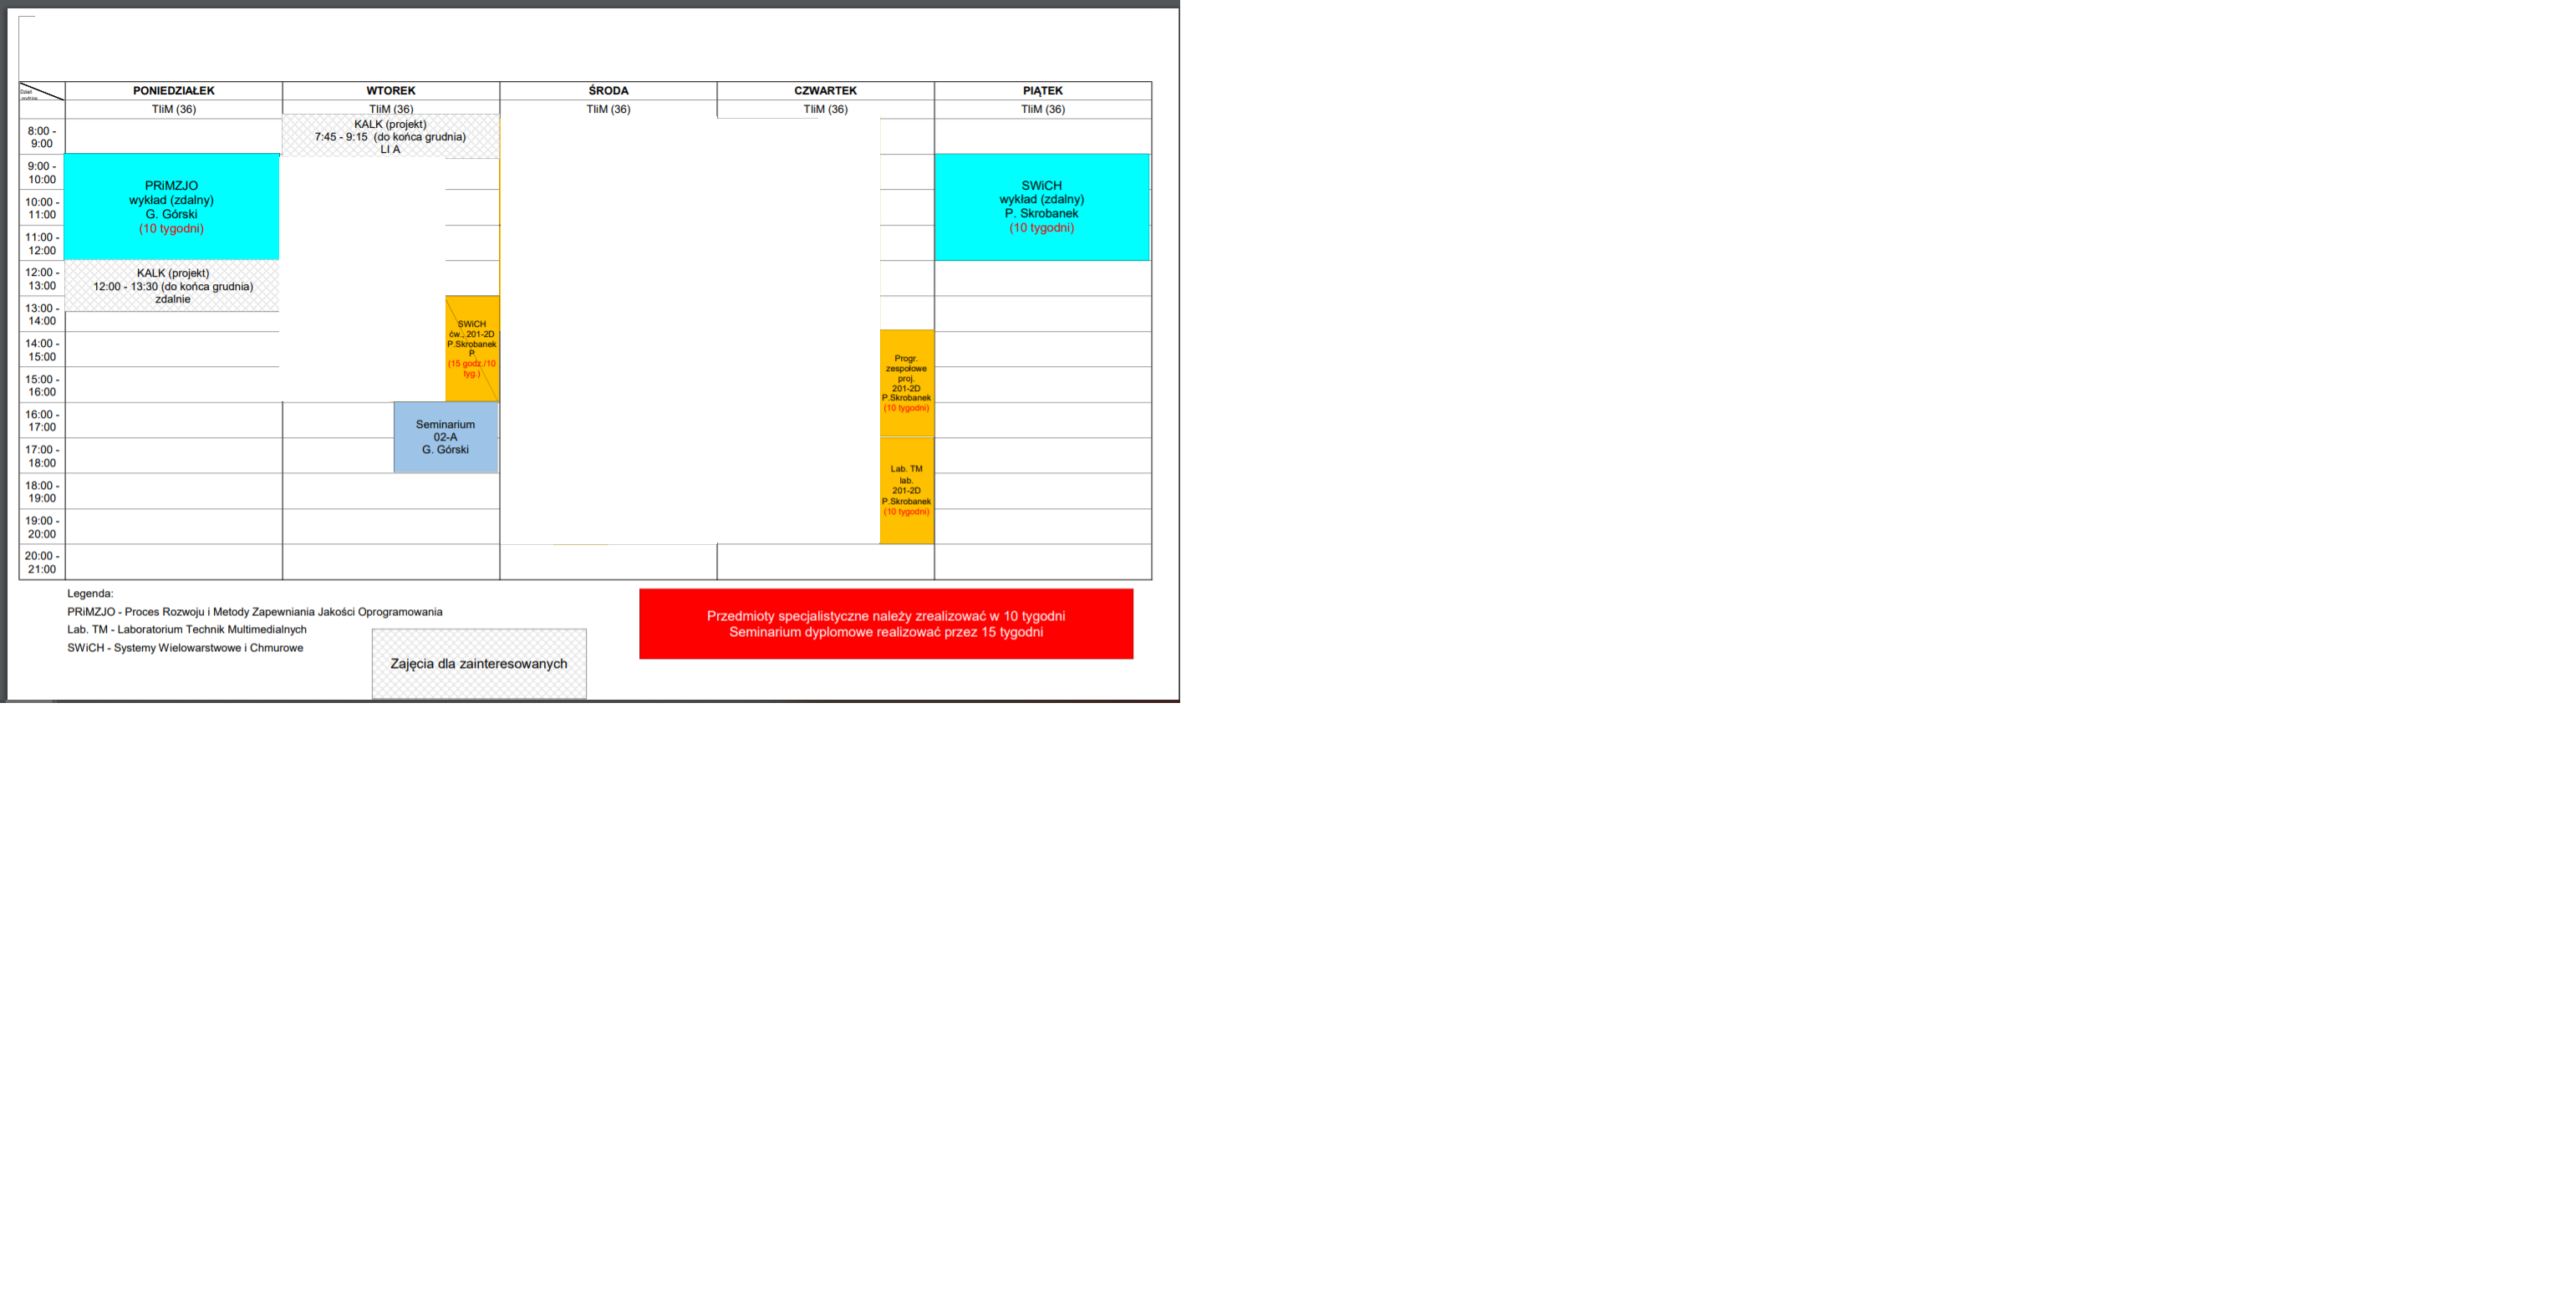 Dzień
PONIEDZIAŁEK
WTOREK
ŚRODA
CZWARTEK
PIĄTEK
TIiM (36)
TIiM (36)
TIiM (36)
TIiM (36)
TIiM (36)
8:00 -
9:00
9:00 -
10:00
10:00 -
11:00
11:00 -
12:00
12:00 -
13:00
13:00 -
14:00
14:00 -
15:00
15:00 -
16:00
16:00 -
17:00
17:00 -
18:00
18:00 -
19:00
19:00 -
20:00
20:00 -
21:00
PRiMZJO
wykład (zdalny)
G. Górski
(10 tygodni)
KALK (projekt)
12:00 - 13:30 (do końca grudnia)
zdalnie
KALK (projekt)
7:45 - 9:15 (do końca grudnia)
LI A
SWiCH
ćw., 201-2D
P.Skrobanek
P.
(15 godz./10
tyg.)
Seminarium
02-A
G. Górski
Progr.
zespołowe
proj.
201-2D
P.Skrobanek
(10 tygodni)
Lab. TM
lab.
201-2D
P.Skrobanek
(10 tygodni)
SWiCH
wykład (zdalny)
P. Skrobanek
(10 tygodni)
Legenda:
PRiMZJO - Proces Rozwoju i Metody Zapewniania Jakości Oprogramowania
Lab. TM - Laboratorium Technik Multimedialnych
SWiCH - Systemy Wielowarstwowe i Chmurowe
Zajęcia dla zainteresowanych
Przedmioty specjalistyczne należy zrealizować w 10 tygodni
Seminarium dyplomowe realizować przez 15 tygodni